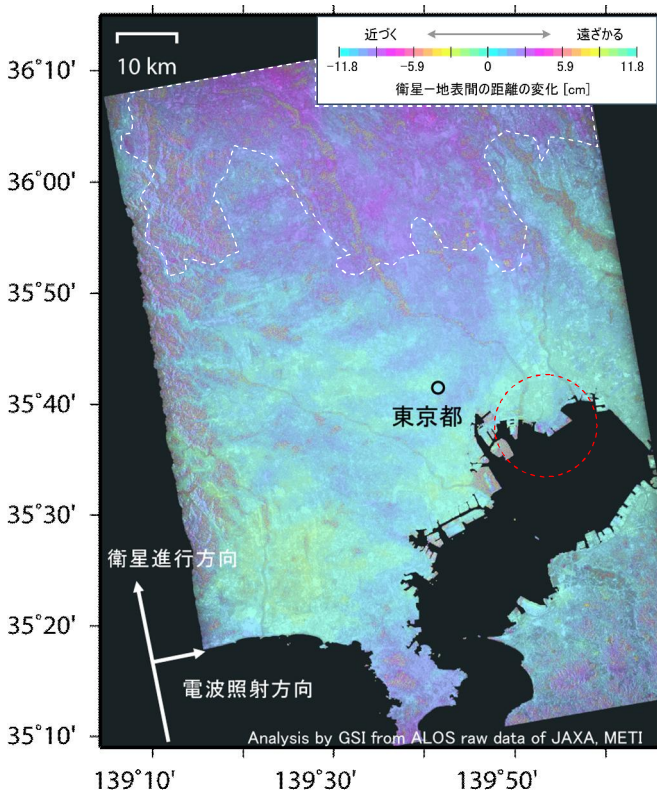 近づく 遠ざかる
−11.8 −5.9 0 5.9 11.8
衛星−地表間の距離の変化 [cm]
10 km
36˚10'
36˚00'
35˚50'
35˚40'
東京都
35˚30'
衛星進行方向
35˚20'
電波照射方向
35˚10'
Analysis by GSI from ALOS raw data of JAXA, METI
139˚10' 139˚30' 139˚50'